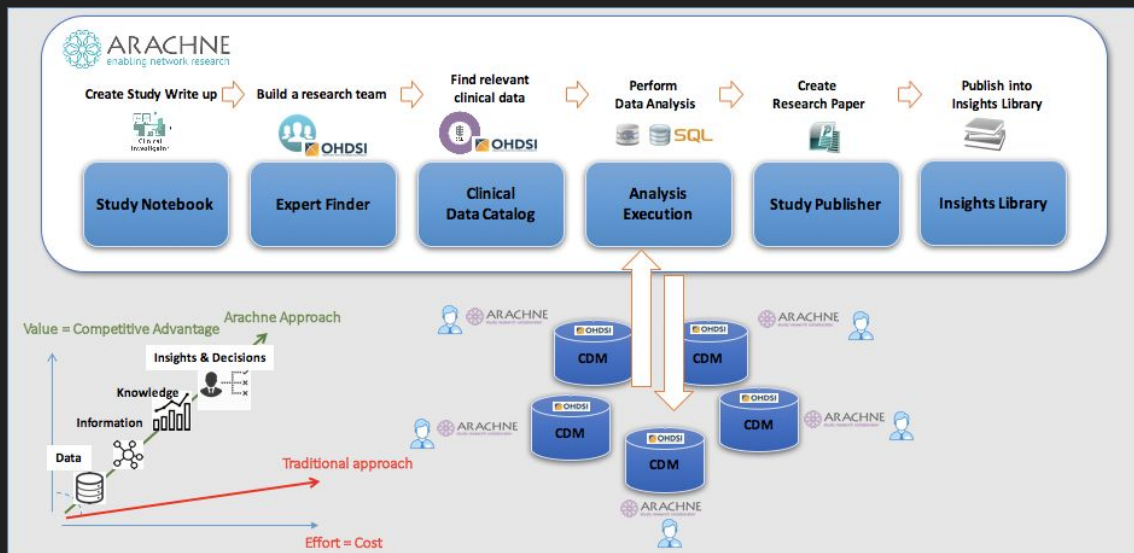 ARACHNE
enabling network research
Create Study Write up
Build a research team
Find relevant
clinical data
Perform
Data Analysis
Create
Research Paper
Publish into
Insights Library
Clinical
Investigator
OHDSI
OHDSI
SQL
Study Notebook
Expert Finder
Clinical
Data Catalog
Analysis
Execution
Study Publisher
Insights Library
Value = Competitive Advantage
Arachne Approach
Insights & Decisions
Knowledge
Information
Data
Traditional approach
Effort = Cost
ARACHNE
OHDSI
CDM
OHDSI
CDM
ARACHNE
ARACHNE
OHDSI
CDM
OHDSI
CDM
ARACHNE
OHDSI
CDM
ARACHNE